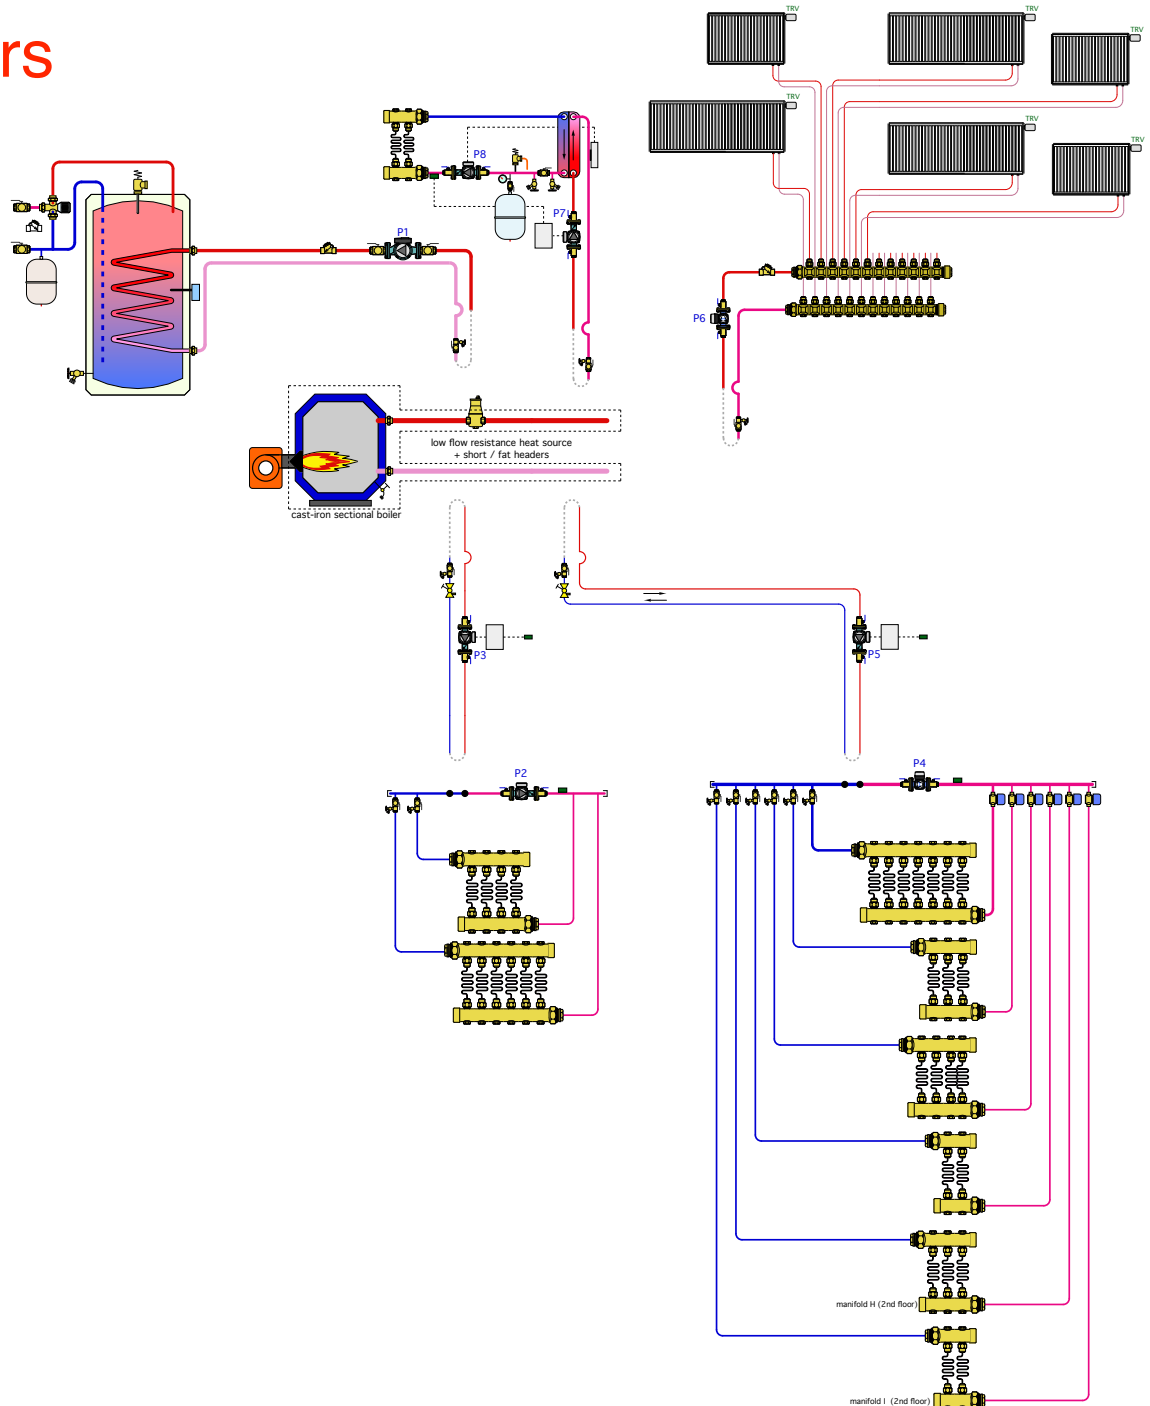 rs
TRV
TRV
TRV
TRV
TRV
TRV
P8
P7
P1
P6
low flow resistance heat source
+ short / fat headers
cast-iron sectional boiler
P3
P5
P2
P4
manifold H (2nd floor)
manifold I (2nd floor)